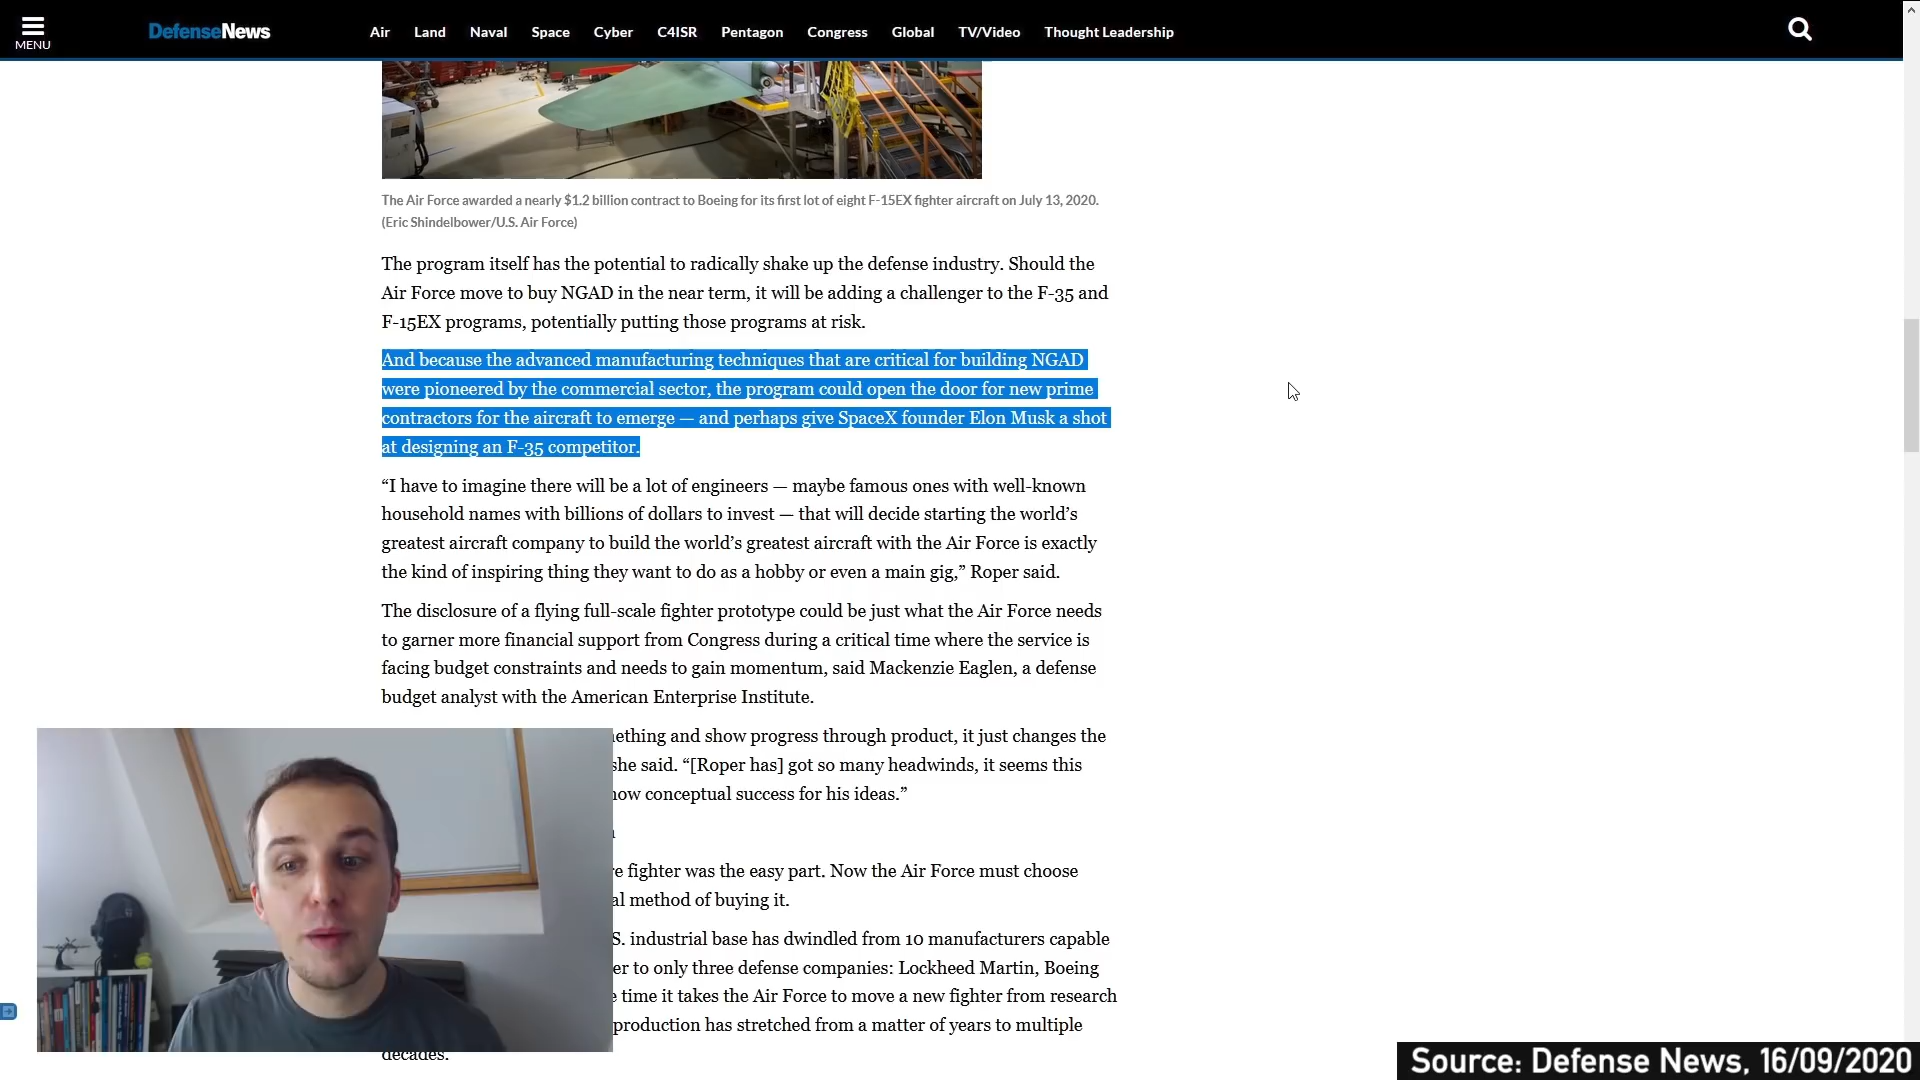 MENU
DefenseNews
Air Land Naval Space Cyber C4ISR Pentagon Congress Global TV/Video Thought Leadership
The Air Force awarded a nearly $1.2 billion contract to Boeing for its first lot of eight F-15EX fighter aircraft on July 13, 2020.
(Eric Shindelbower/U.S. Air Force)
The program itself has the potential to radically shake up the defense industry. Should the
Air Force move to buy NGAD in the near term, it will be adding a challenger to the F-35 and
F-15EX programs, potentially putting those programs at risk.
And because the advanced manufacturing techniques that are critical for building NGAD
were pioneered by the commercial sector, the program could open the door for new prime
contractors for the aircraft to emerge — and perhaps give SpaceX founder Elon Musk a shot
at designing an F-35 competitor.
“I have to imagine there will be a lot of engineers — maybe famous ones with well-known
household names with billions of dollars to invest — that will decide starting the world’s
greatest aircraft company to build the world’s greatest aircraft with the Air Force is exactly
the kind of inspiring thing they want to do as a hobby or even a main gig,” Roper said.
The disclosure of a flying full-scale fighter prototype could be just what the Air Force needs
to garner more financial support from Congress during a critical time where the service is
facing budget constraints and needs to gain momentum, said Mackenzie Eaglen, a defense
budget analyst with the American Enterprise Institute.
and show progress through product, it just changes the
she said. “[Roper has] got so many headwinds, it seems this
conceptual success for his ideas.”
fighter was the easy part. Now the Air Force must choose
method of buying it.
industrial base has dwindled from 10 manufacturers capable
to only three defense companies: Lockheed Martin, Boeing
time it takes the Air Force to move a new fighter from research
production has stretched from a matter of years to multiple
decades.
Source: Defense News, 16/09/2020